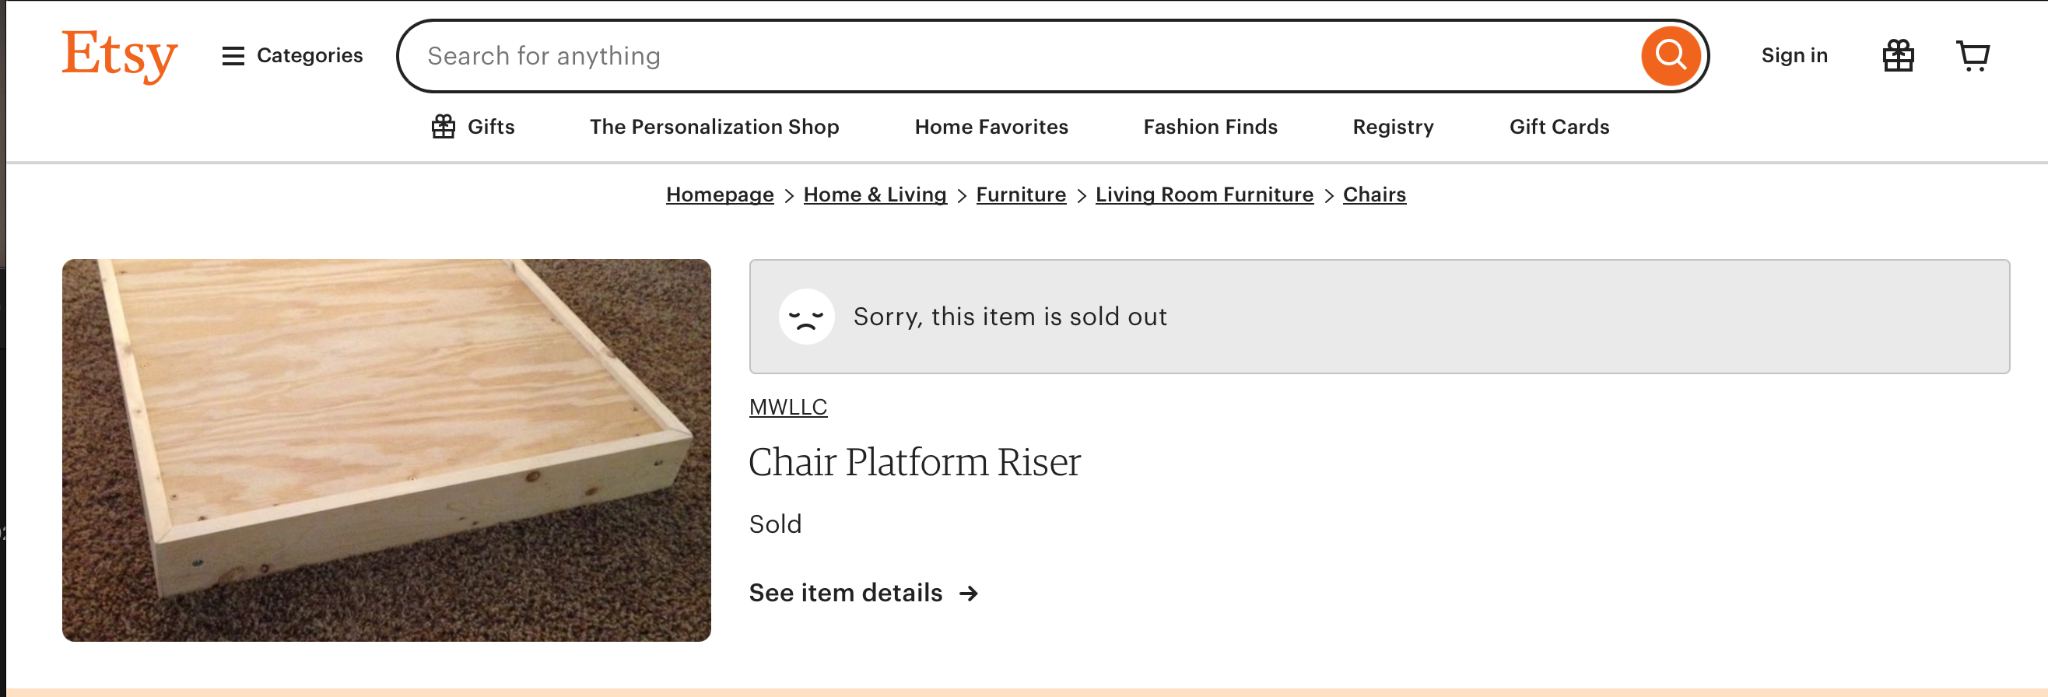 Etsy
Categories
Search for anything
Sign in
Gifts
The Personalization Shop
Home Favorites
Fashion Finds
Registry
Gift Cards
Homepage > Home & Living > Furniture > Living Room Furniture > Chairs
Sorry, this item is sold out
MWLLC
Chair Platform Riser
Sold
See item details →